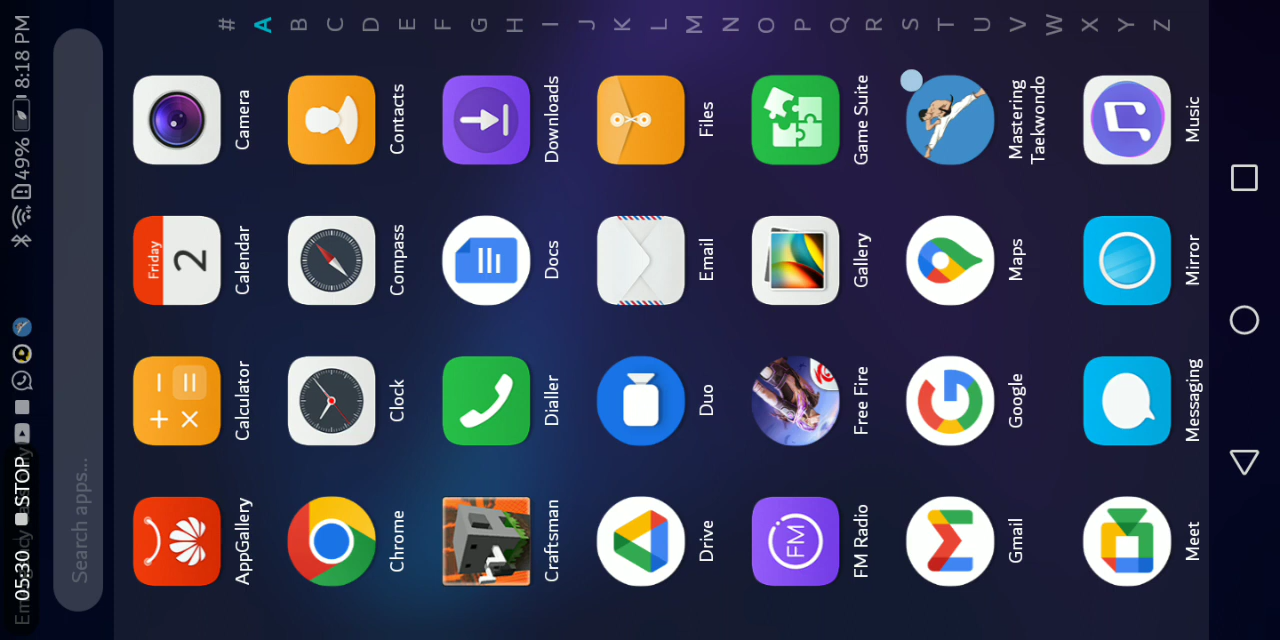 05:30 STOP
49% 8:18 PM
Search apps...
#
A
B
C
D
E
F
G
H
I
J
K
L
M
N
O
P
Q
R
S
T
U
V
W
X
Y
Z
Friday
2
AppGallery Calculator Calendar Camera
Chrome Clock Compass Contacts
Craftsman Dialler Docs Downloads
Drive Duo Email Files
FM
FM Radio Free Fire Gallery Game Suite
Gmail Google Maps Mastering
Taekwondo
Meet Messaging Mirror Music